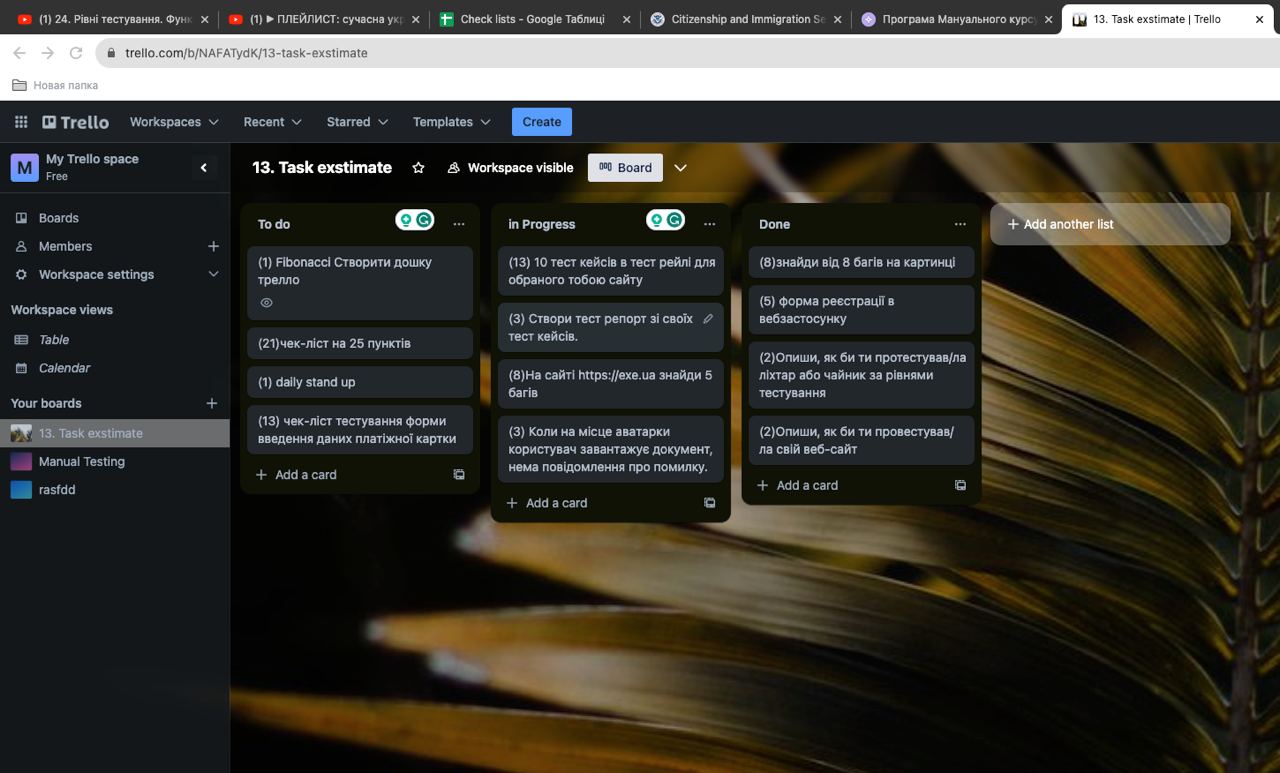 (1) 24. Рівні тестування. Функ
(1) ▶ ПЛЕЙЛИСТ: сучасна укр
Check lists - Google Таблиці
Citizenship and Immigration Se
Програма Мануального курсу
13. Task exstimate | Trello
trello.com/b/NAFATydK/13-task-exstimate
Новая папка
Trello
Workspaces
Recent
Starred
Templates
Create
M
My Trello space
Free
Boards
Members
Workspace settings
Workspace views
Table
Calendar
Your boards
13. Task exstimate
Manual Testing
rasfdd
13. Task exstimate
Workspace visible
Board
To do
(1) Fibonacci Створити дошку
трелло
(21)чек-ліст на 25 пунктів
(1) daily stand up
(13) чек-ліст тестування форми
введення даних платіжної картки
+ Add a card
in Progress
(13) 10 тест кейсів в тест рейлі для
обраного тобою сайту
(3) Створи тест репорт зі своїх
тест кейсів.
(8)На сайті https://exe.ua знайди 5
багів
(3) Коли на місце аватарки
користувач завантажує документ,
нема повідомлення про помилку.
+ Add a card
Done
(8)знайди від 8 багів на картинці
(5) форма реєстрації в
вебзастосунку
(2)Опиши, як би ти протестував/ла
ліхтар або чайник за рівнями
тестування
(2)Опиши, як би ти провестував/
ла свій веб-сайт
+ Add a card
+ Add another list